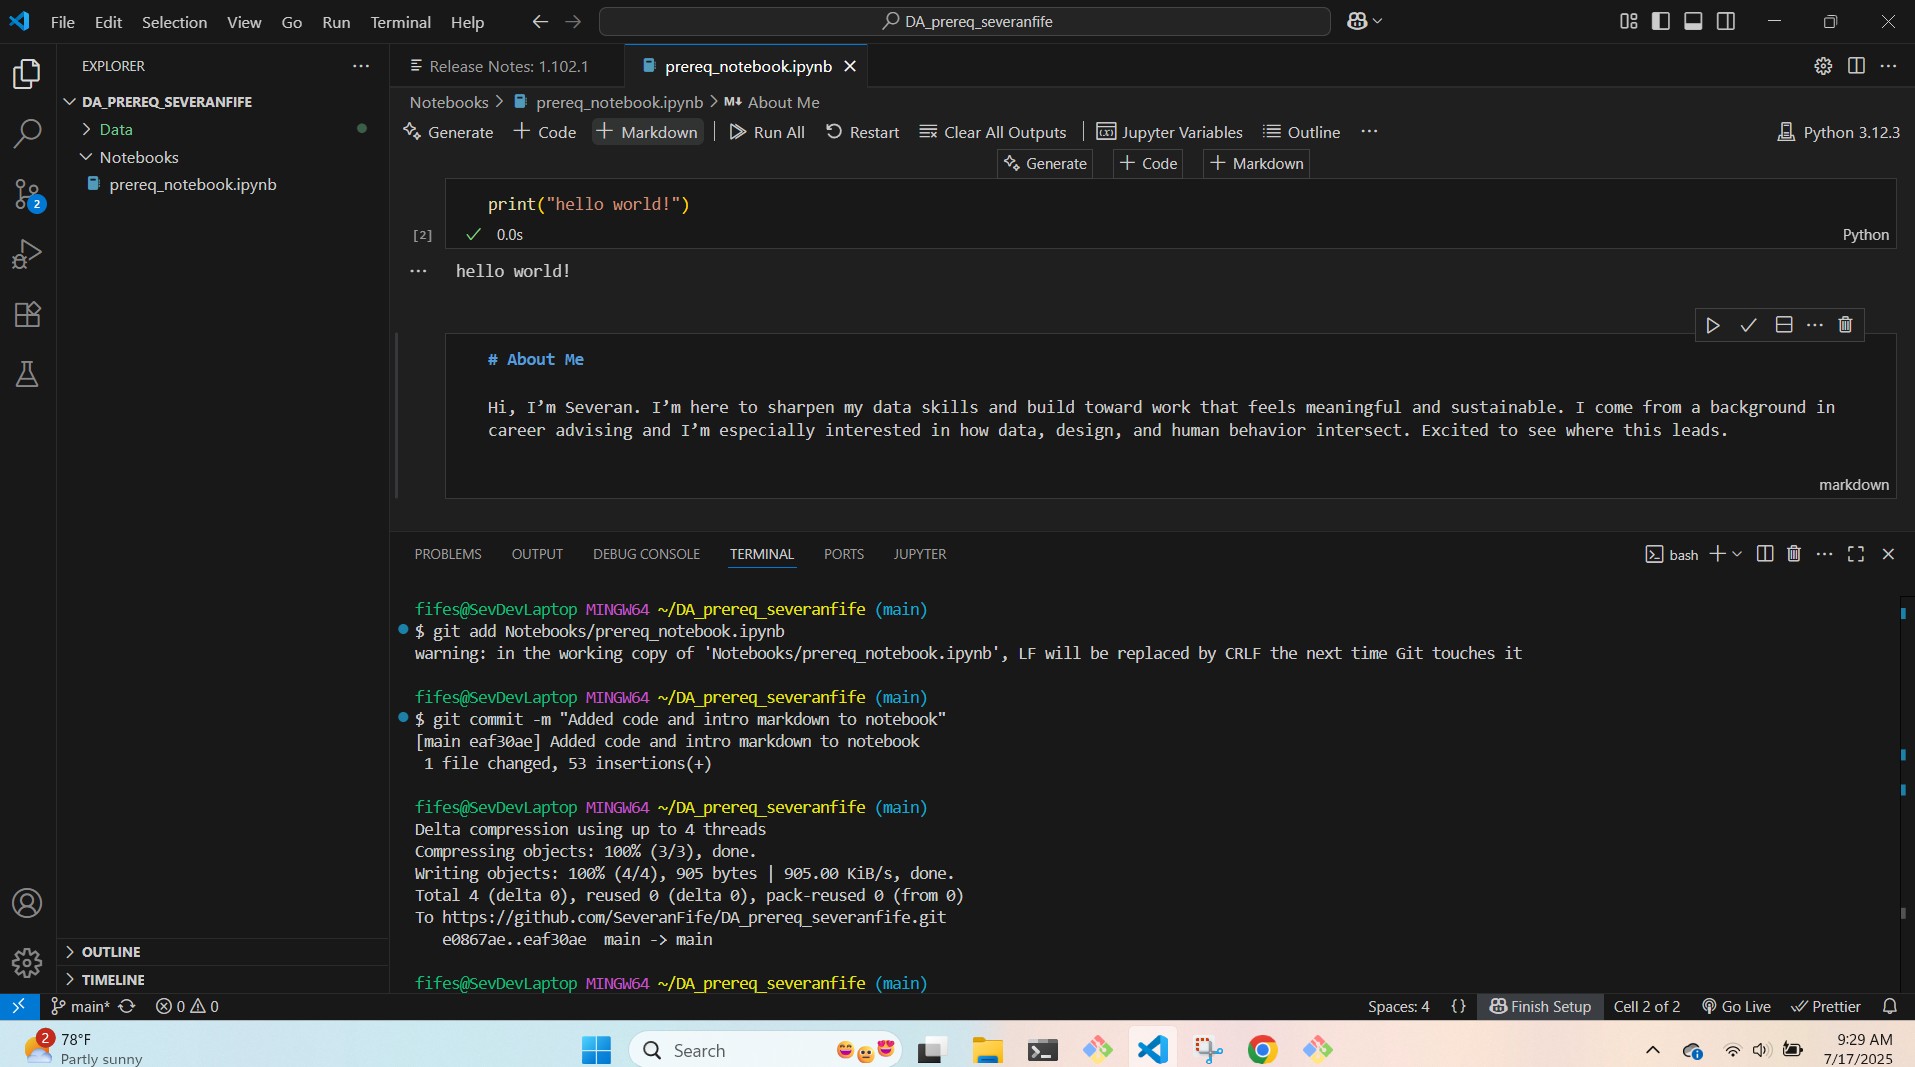 File Edit Selection View Go Run Terminal Help
DA_prereq_severanfife
EXPLORER
DA_PREREQ_SEVERANFIFE
Data
Notebooks
prereq_notebook.ipynb
2
OUTLINE
TIMELINE
Release Notes: 1.102.1
prereq_notebook.ipynb
Notebooks > prereq_notebook.ipynb > M↓ About Me
Generate + Code + Markdown | Run All Restart Clear All Outputs | Jupyter Variables Outline ...
Python 3.12.3
Generate + Code + Markdown
print("hello world!")
[2] ✓ 0.0s
Python
hello world!
# About Me
Hi, I’m Severan. I’m here to sharpen my data skills and build toward work that feels meaningful and sustainable. I come from a background in
career advising and I’m especially interested in how data, design, and human behavior intersect. Excited to see where this leads.
markdown
PROBLEMS OUTPUT DEBUG CONSOLE TERMINAL PORTS JUPYTER
bash
fifes@SevDevLaptop MINGW64 ~/DA_prereq_severanfife (main)
$ git add Notebooks/prereq_notebook.ipynb
warning: in the working copy of 'Notebooks/prereq_notebook.ipynb', LF will be replaced by CRLF the next time Git touches it
fifes@SevDevLaptop MINGW64 ~/DA_prereq_severanfife (main)
$ git commit -m "Added code and intro markdown to notebook"
[main eaf30ae] Added code and intro markdown to notebook
1 file changed, 53 insertions(+)
fifes@SevDevLaptop MINGW64 ~/DA_prereq_severanfife (main)
Delta compression using up to 4 threads
Compressing objects: 100% (3/3), done.
Writing objects: 100% (4/4), 905 bytes | 905.00 KiB/s, done.
Total 4 (delta 0), reused 0 (delta 0), pack-reused 0 (from 0)
To https://github.com/SeveranFife/DA_prereq_severanfife.git
e0867ae..eaf30ae main -> main
fifes@SevDevLaptop MINGW64 ~/DA_prereq_severanfife (main)
main* 0 0
Spaces: 4 {} Finish Setup Cell 2 of 2 Go Live Prettier
2
78°F
Partly sunny
Search
9:29 AM
7/17/2025